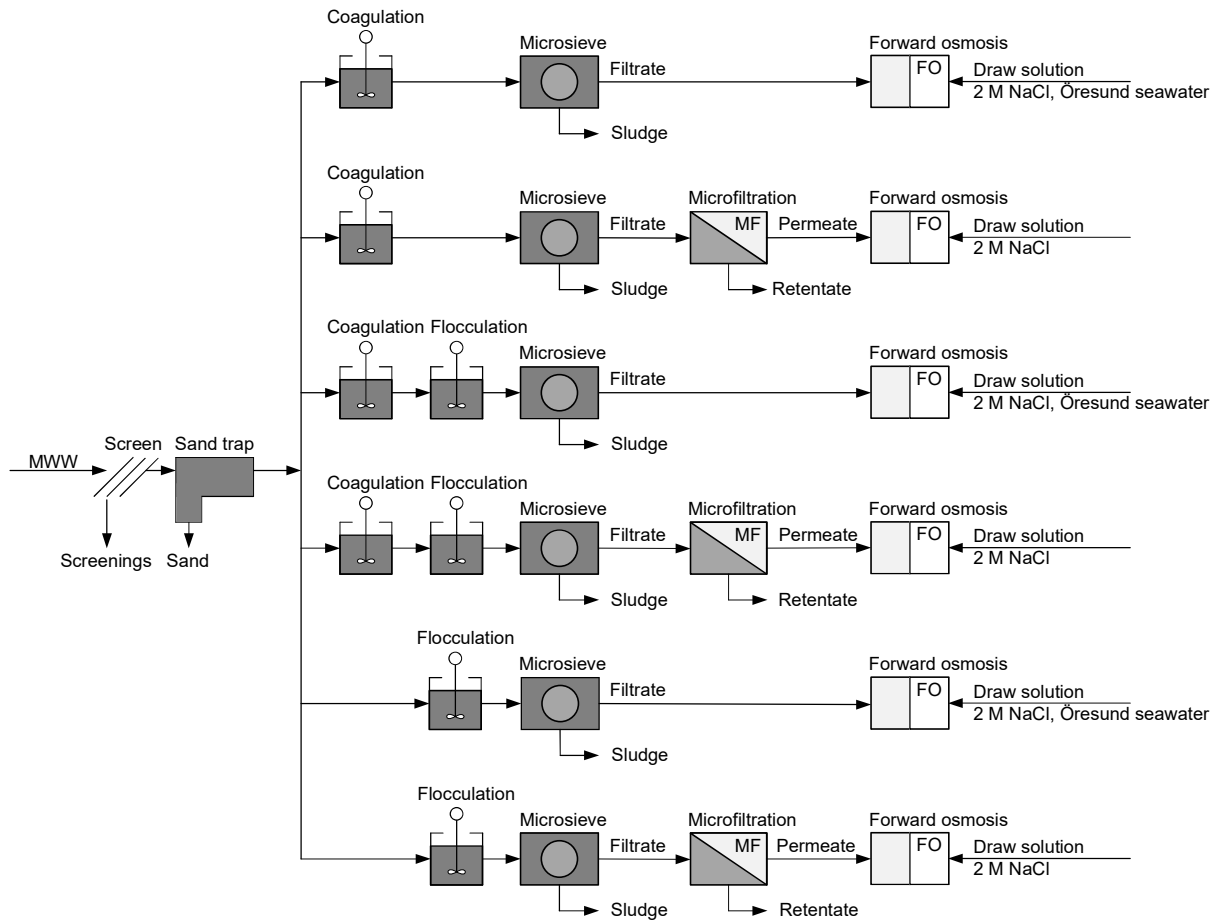 Coagulation
Microsieve
Forward osmosis
Filtrate
FO
Draw solution
2 M NaCl, Öresund seawater
Sludge
Coagulation
Microsieve
Microfiltration
Forward osmosis
Filtrate
MF
Permeate
FO
Draw solution
2 M NaCl
Sludge
Retentate
Coagulation
Flocculation
Microsieve
Forward osmosis
Filtrate
FO
Draw solution
2 M NaCl, Öresund seawater
Sludge
MWW
Screen
Sand trap
Screenings
Sand
Coagulation
Flocculation
Microsieve
Microfiltration
Forward osmosis
Filtrate
MF
Permeate
FO
Draw solution
2 M NaCl
Sludge
Retentate
Flocculation
Microsieve
Forward osmosis
Filtrate
FO
Draw solution
2 M NaCl, Öresund seawater
Sludge
Flocculation
Microsieve
Microfiltration
Forward osmosis
Filtrate
MF
Permeate
FO
Draw solution
2 M NaCl
Sludge
Retentate